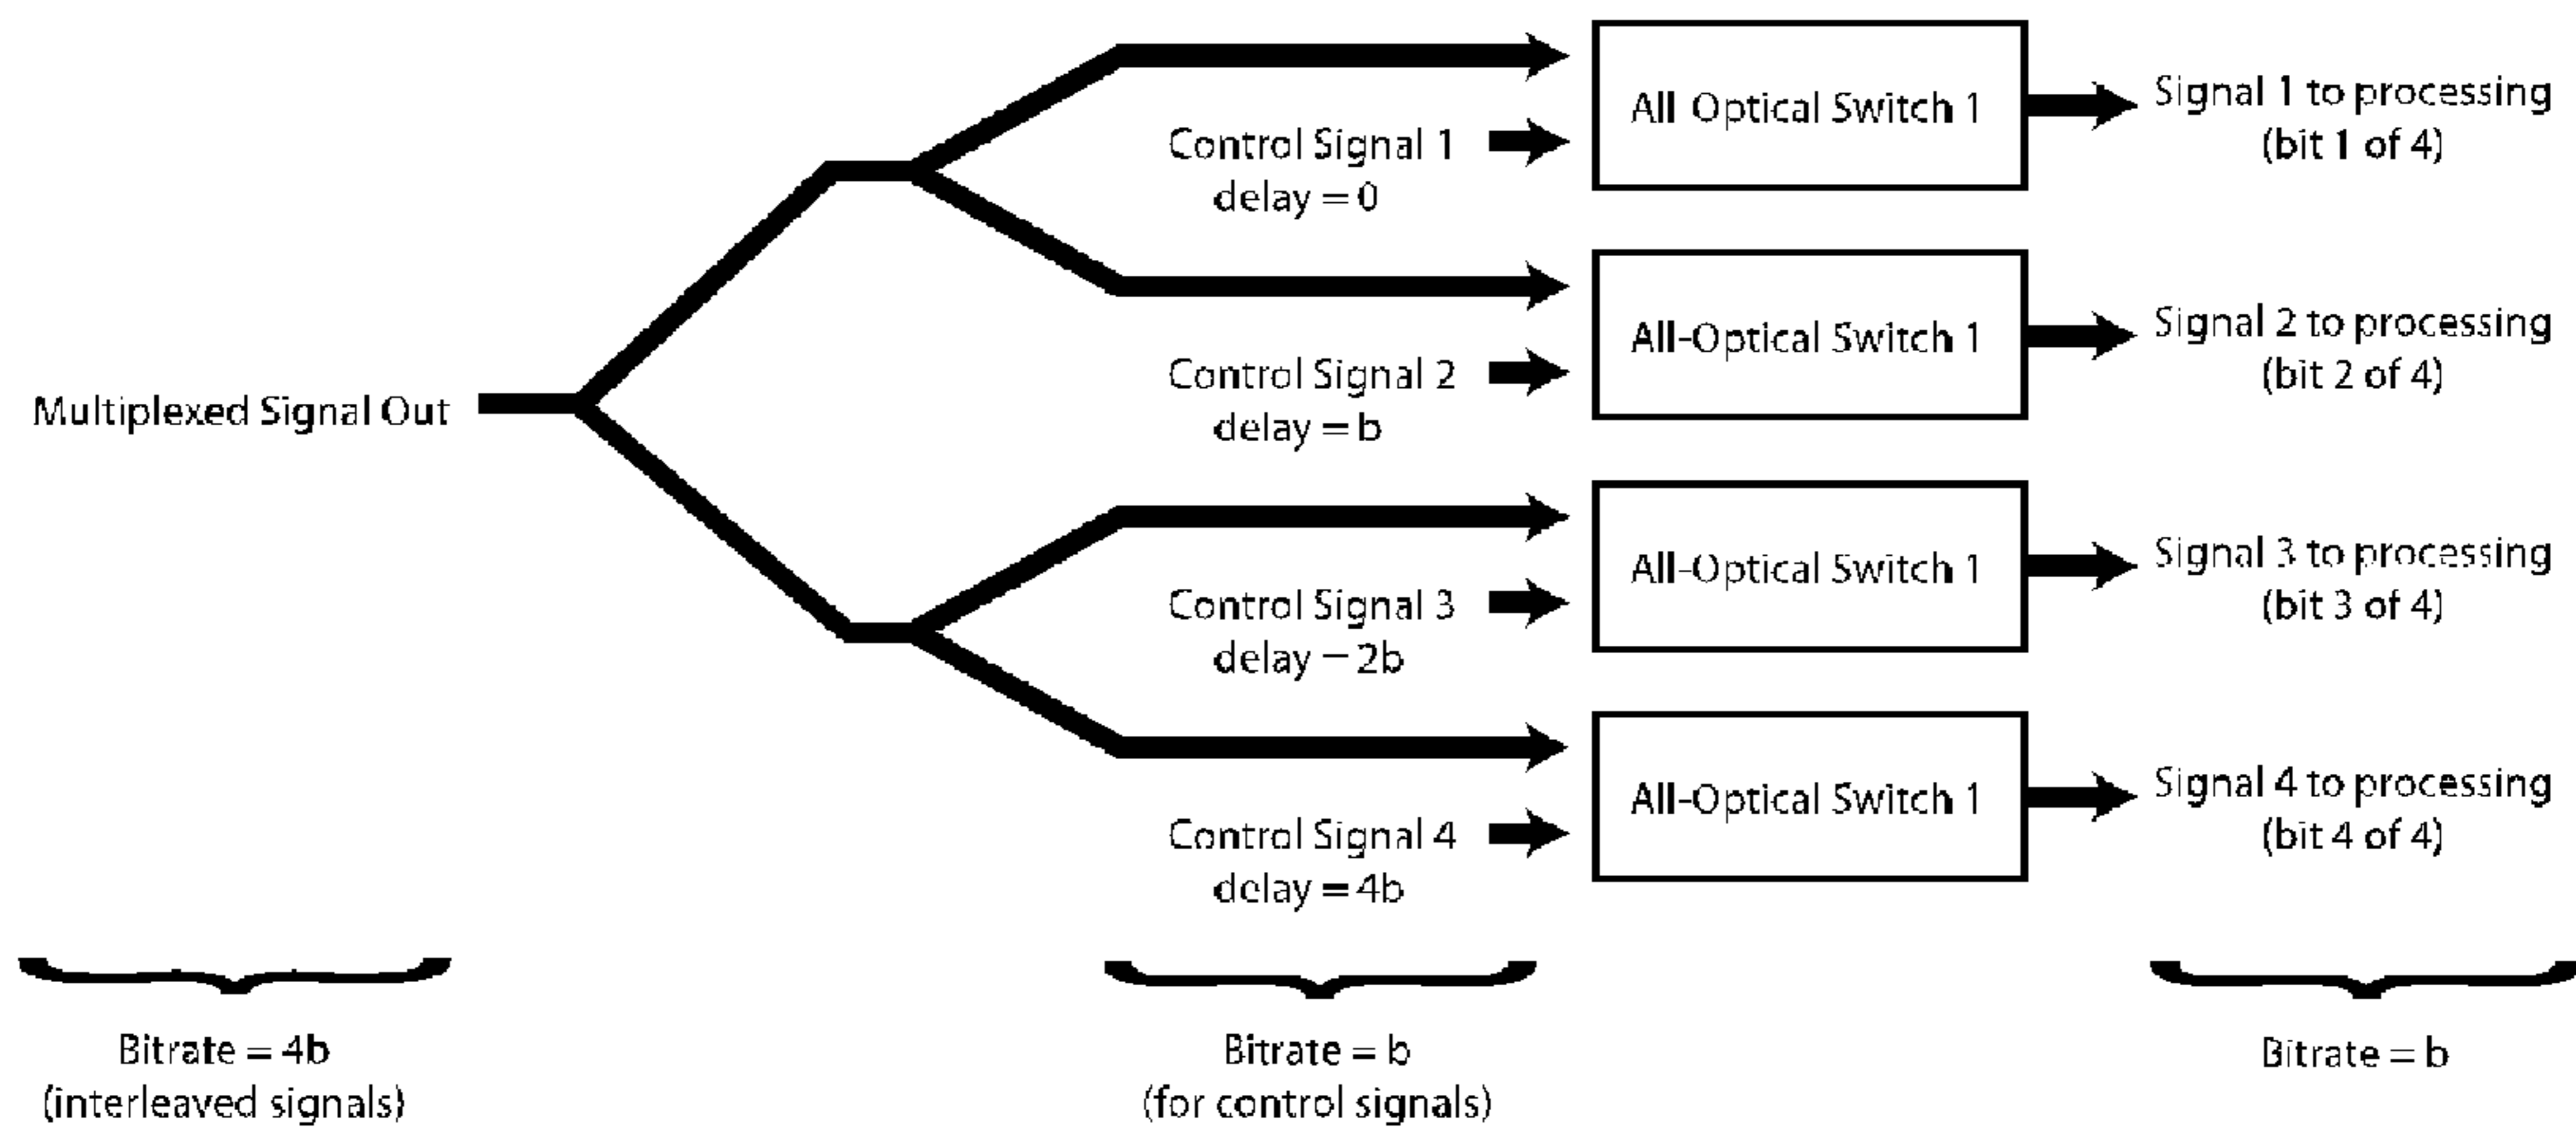 All Optical Switch 1
Signal 1 to processing
(bit 1 of 4)
Control Signal 1
delay = 0
All-Optical Switch 1
Signal 2 to processing
(bit 2 of 4)
Control Signal 2
delay = b
Multiplexed Signal Out
All-Optical Switch 1
Signal 3 to processing
(bit 3 of 4)
Control Signal 3
delay – 2b
All-Optical Switch 1
Signal 4 to processing
(bit 4 of 4)
Control Signal 4
delay = 4b
Bitrate = 4b
(interleaved signals)
Bitrate = b
(for control signals)
Bitrate = b